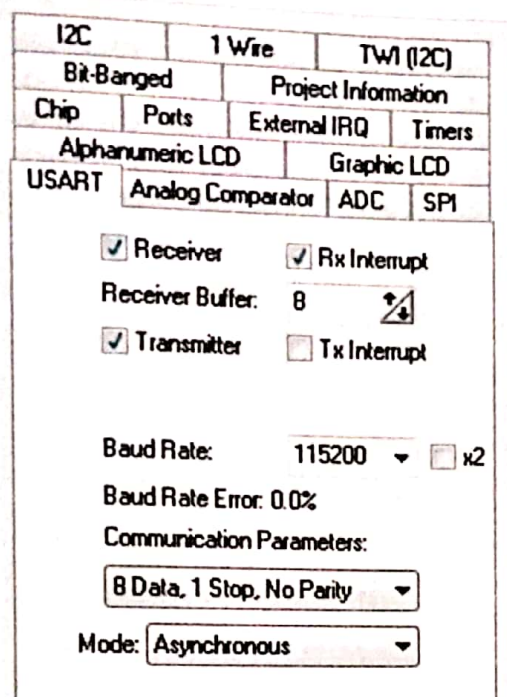 I2C 1 Wire TWI (I2C)
Bit-Banged Project Information
Chip Ports External IRQ Timers
Alphanumeric LCD Graphic LCD
USART Analog Comparator ADC SPI
Receiver Rx Interrupt
Receiver Buffer: 8
Transmitter Tx Interrupt
Baud Rate: 115200 x2
Baud Rate Error: 0.0%
Communication Parameters:
8 Data, 1 Stop, No Parity
Mode: Asynchronous